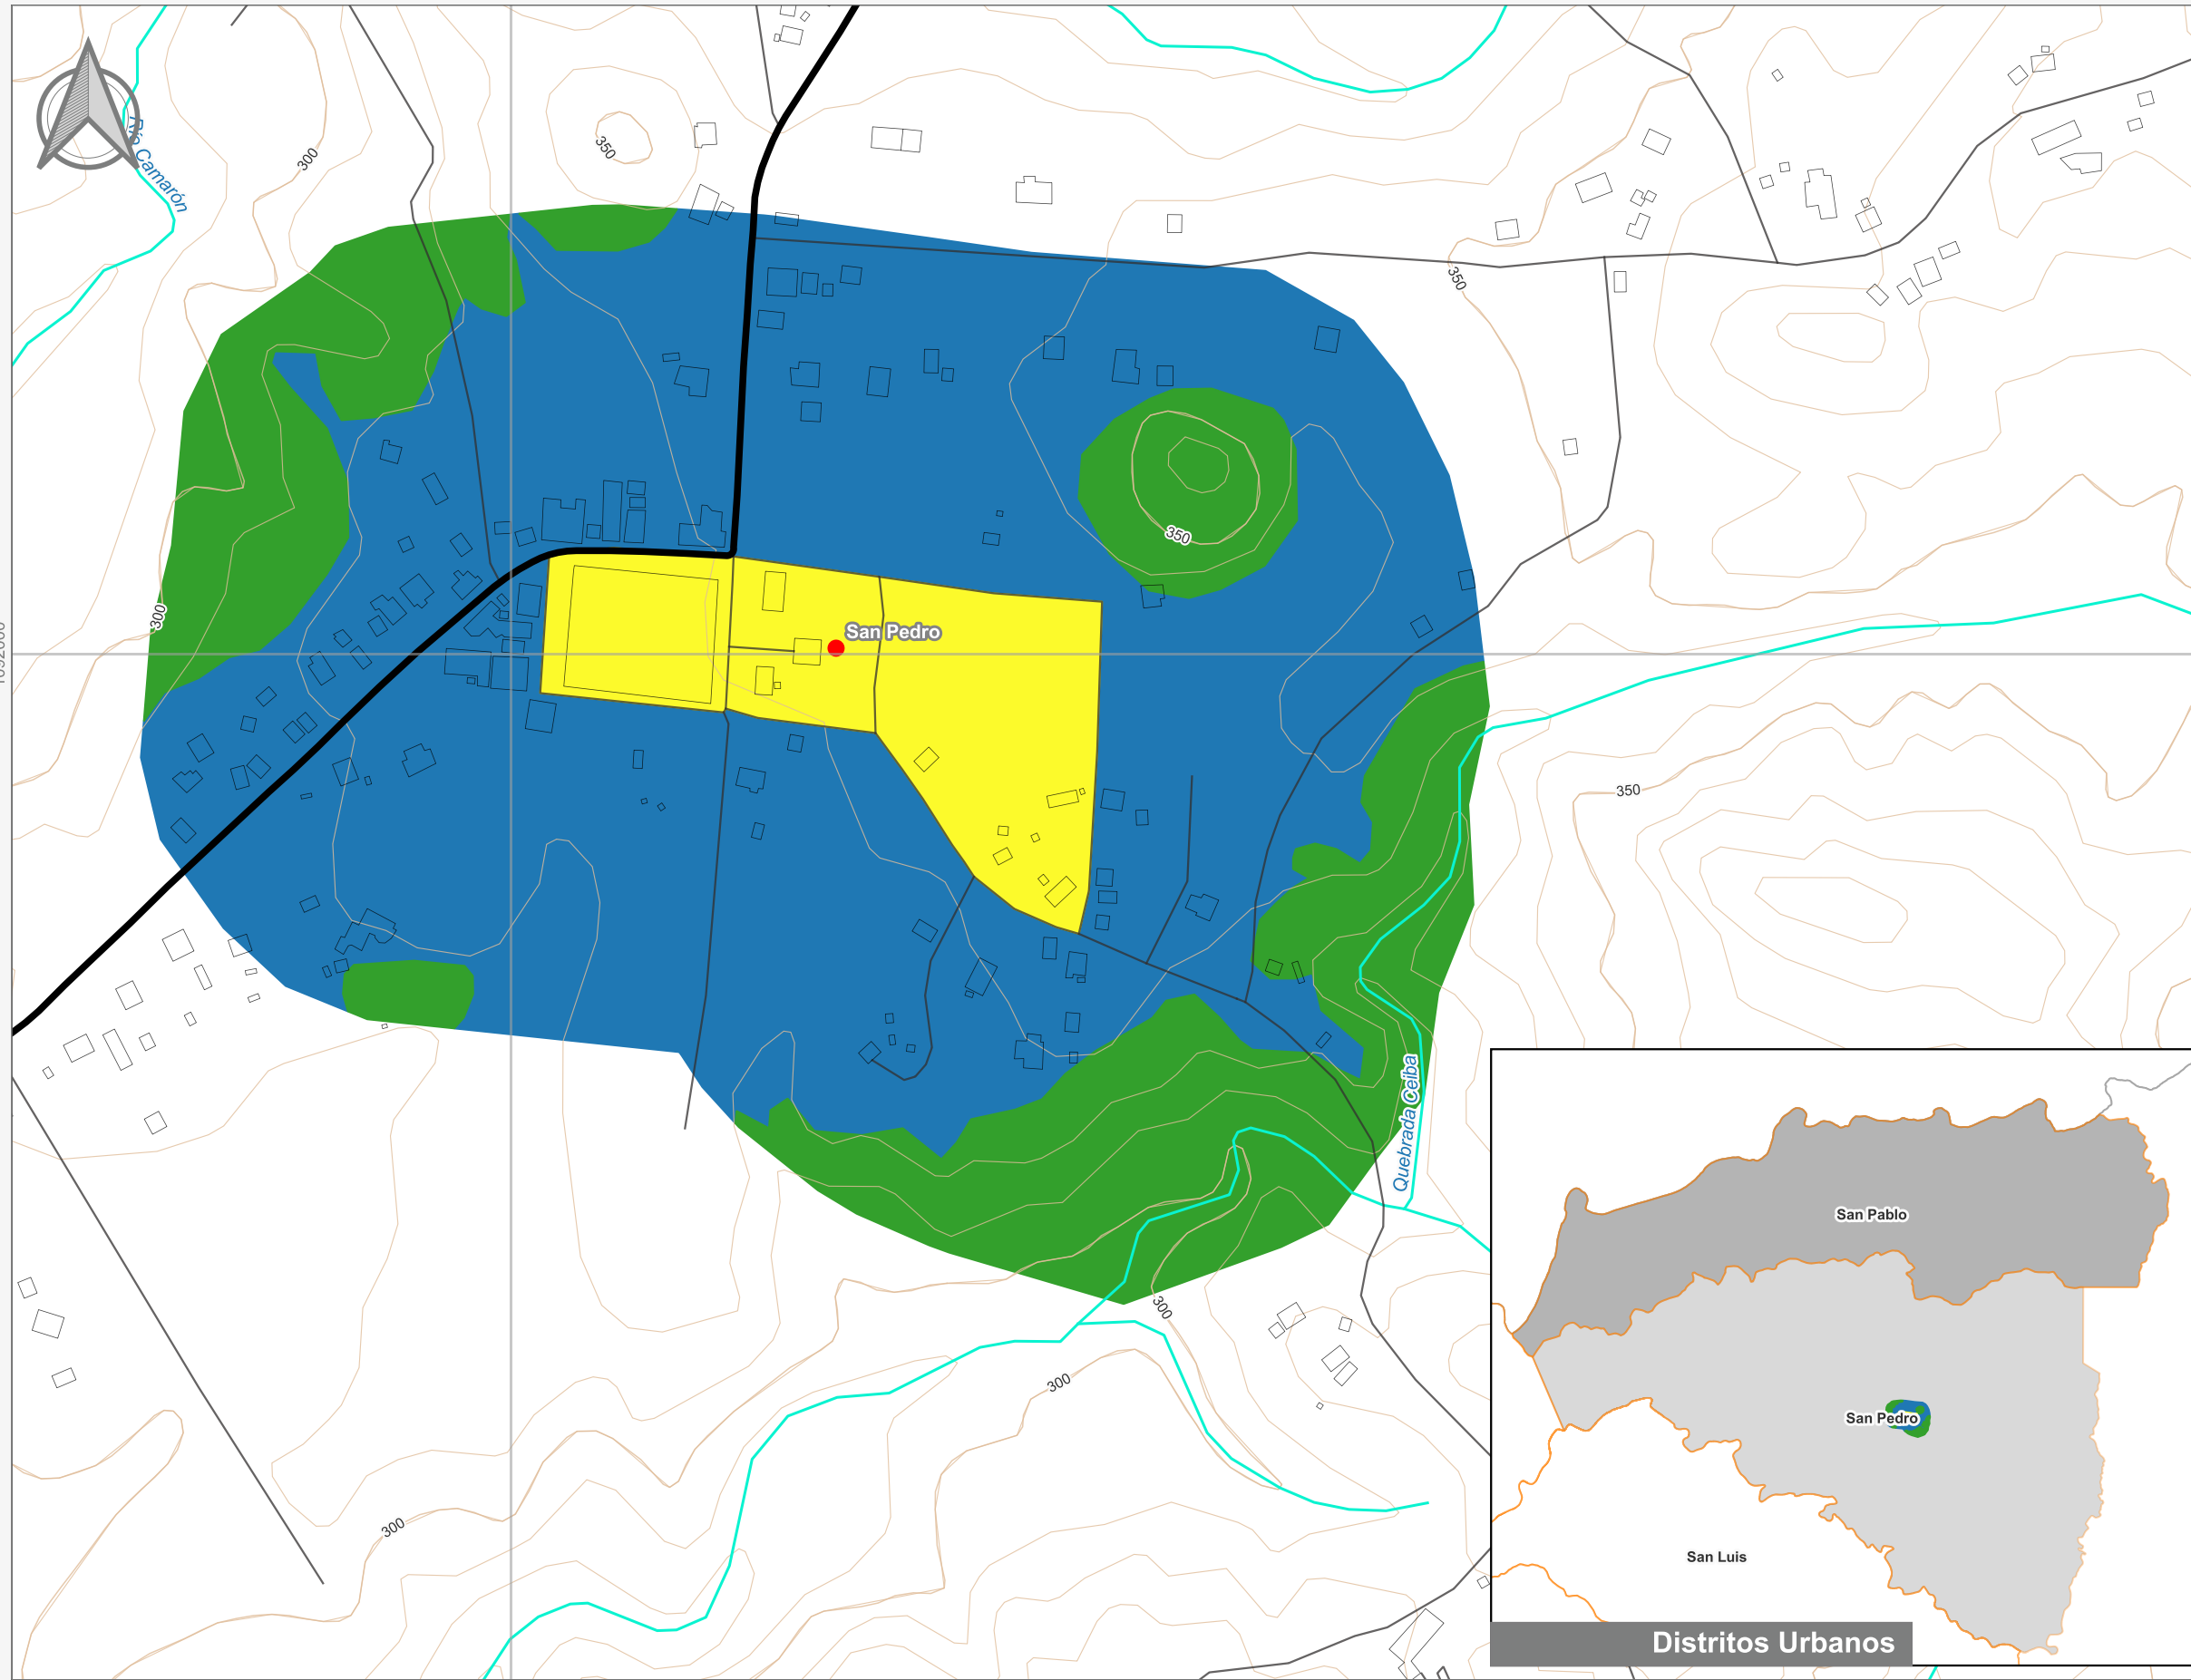 Río Camarón
300
350
350
350
300
San Pedro
350
Quebrada Ceiba
300
300
300
San Pablo
San Pedro
San Luis
Distritos Urbanos